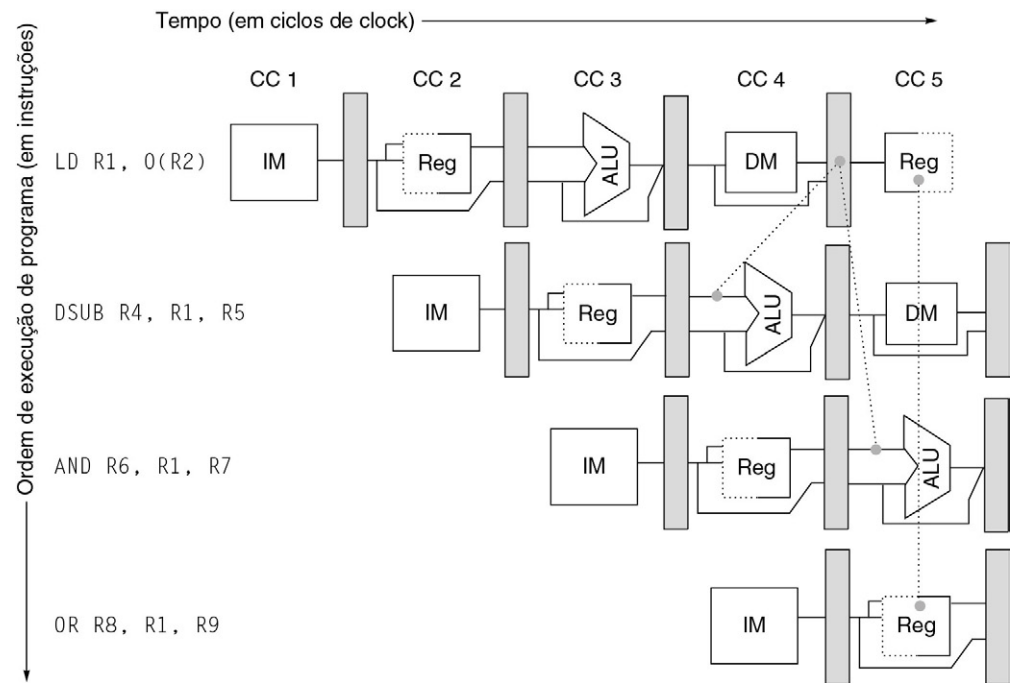 Tempo (em ciclos de clock)
Ordem de execução de programa (em instruções)
CC 1 CC 2 CC 3 CC 4 CC 5
LD R1, 0(R2) IM Reg ALU DM Reg
DSUB R4, R1, R5 IM Reg ALU DM
AND R6, R1, R7 IM Reg ALU
OR R8, R1, R9 IM Reg